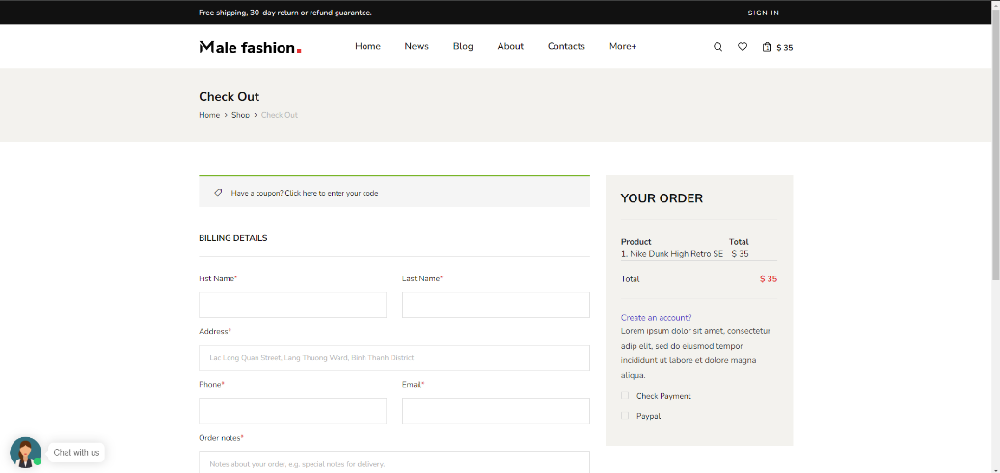 Free shipping, 30-day return or refund guarantee.
SIGN IN
Male fashion.
Home News Blog About Contacts More+
$ 35
Check Out
Home > Shop > Check Out
Have a coupon? Click here to enter your code
BILLING DETAILS
Fist Name*
Last Name*
Address*
Lac Long Quan Street, Lang Thuong Ward, Binh Thanh District
Phone*
Email*
Order notes*
Notes about your order, e.g. special notes for delivery.
YOUR ORDER
Product Total
1. Nike Dunk High Retro SE $ 35
Total $ 35
Create an account?
Lorem ipsum dolor sit amet, consectetur
adip elit, sed do eiusmod tempor
incididunt ut labore et dolore magna
aliqua.
Check Payment
Paypal
Chat with us